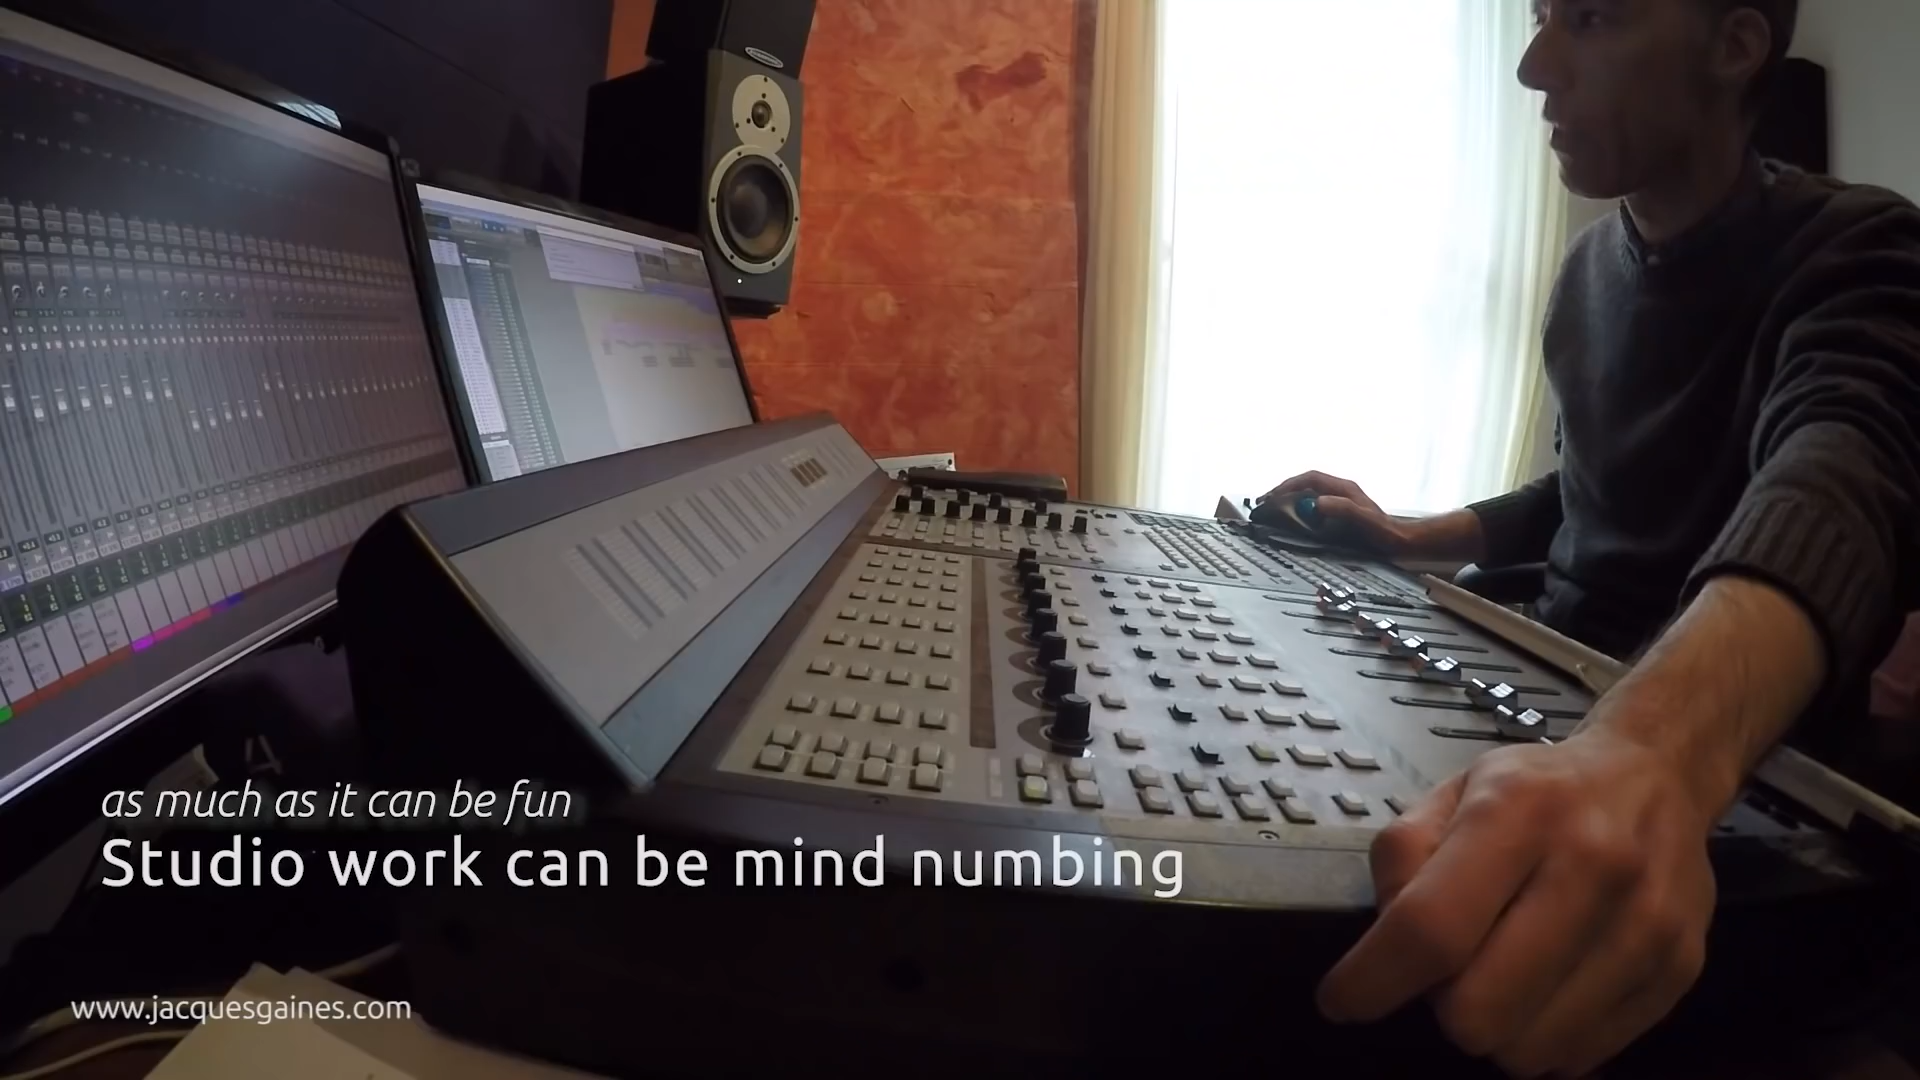 as much as it can be fun
Studio work can be mind numbing
www.jacquesgaines.com